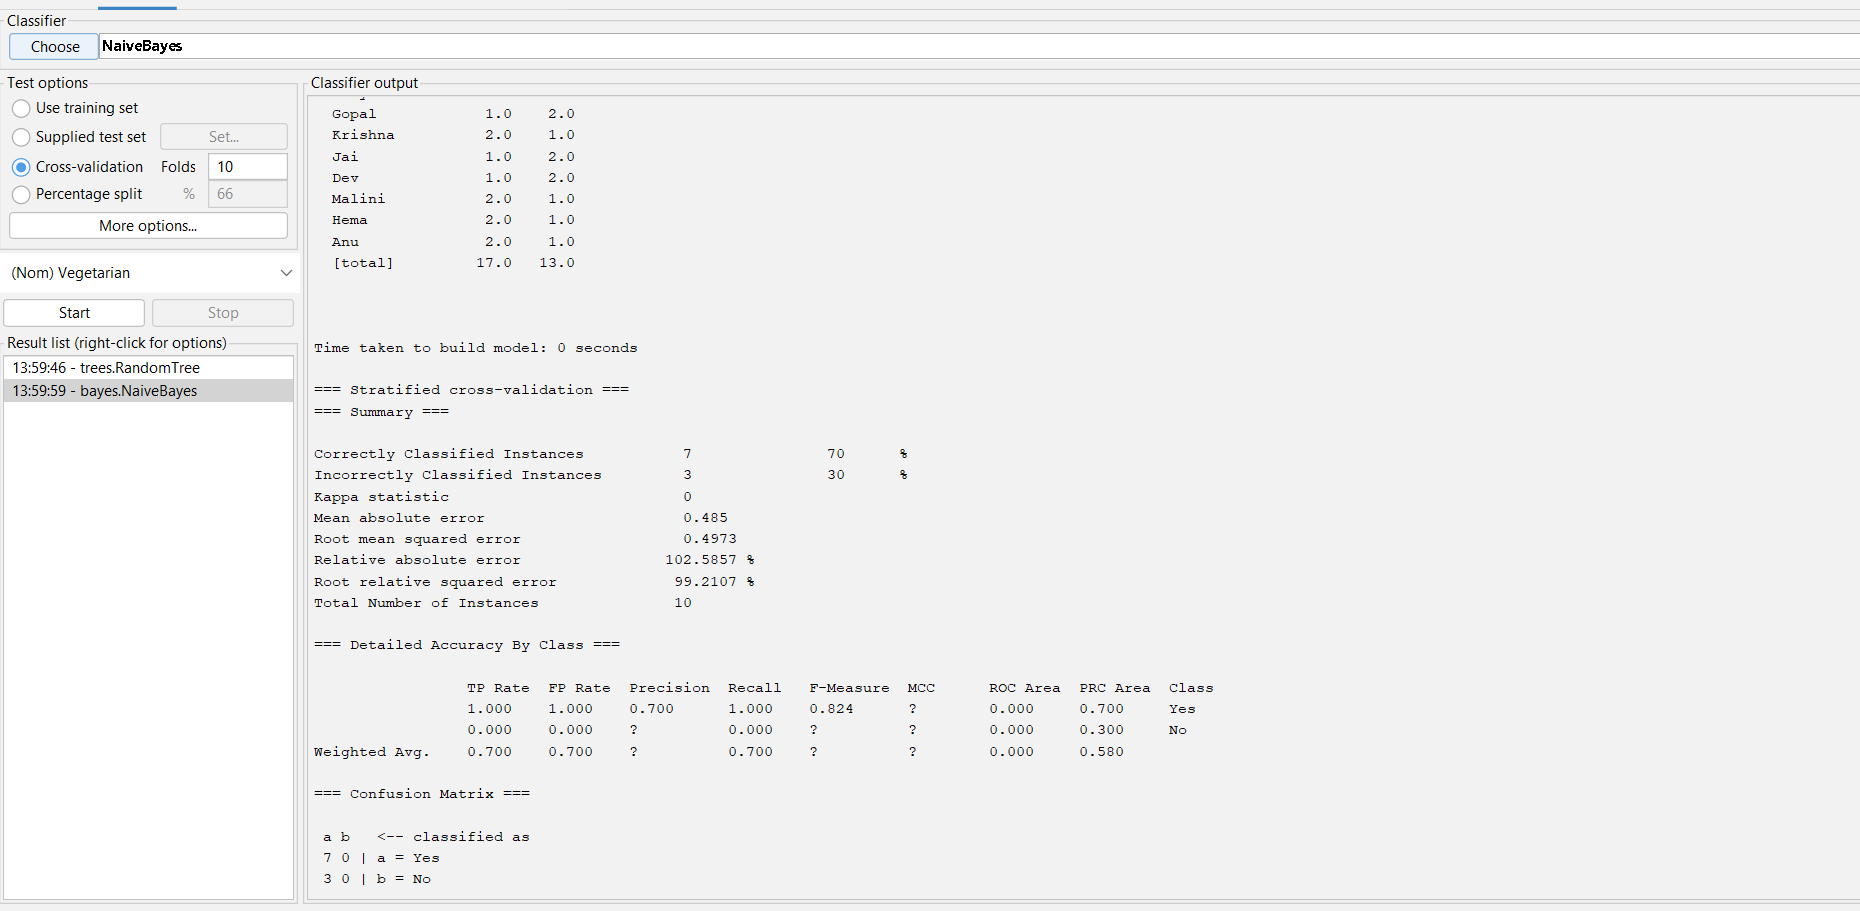 Classifier
Choose NaiveBayes
Test options
Use training set
Supplied test set Set...
Cross-validation Folds 10
Percentage split % 66
More options...
(Nom) Vegetarian
Start Stop
Result list (right-click for options)
13:59:46 - trees.RandomTree
13:59:59 - bayes.NaiveBayes
Classifier output
Gopal 1.0 2.0
Krishna 2.0 1.0
Jai 1.0 2.0
Dev 1.0 2.0
Malini 2.0 1.0
Hema 2.0 1.0
Anu 2.0 1.0
[total] 17.0 13.0
Time taken to build model: 0 seconds
=== Stratified cross-validation ===
=== Summary ===
Correctly Classified Instances 7 70 %
Incorrectly Classified Instances 3 30 %
Kappa statistic 0
Mean absolute error 0.485
Root mean squared error 0.4973
Relative absolute error 102.5857 %
Root relative squared error 99.2107 %
Total Number of Instances 10
=== Detailed Accuracy By Class ===
TP Rate FP Rate Precision Recall F-Measure MCC ROC Area PRC Area Class
1.000 1.000 0.700 1.000 0.824 ? 0.000 0.700 Yes
0.000 0.000 ? 0.000 ? ? 0.000 0.300 No
Weighted Avg. 0.700 0.700 ? 0.700 ? ? 0.000 0.580
=== Confusion Matrix ===
a b <-- classified as
7 0 | a = Yes
3 0 | b = No